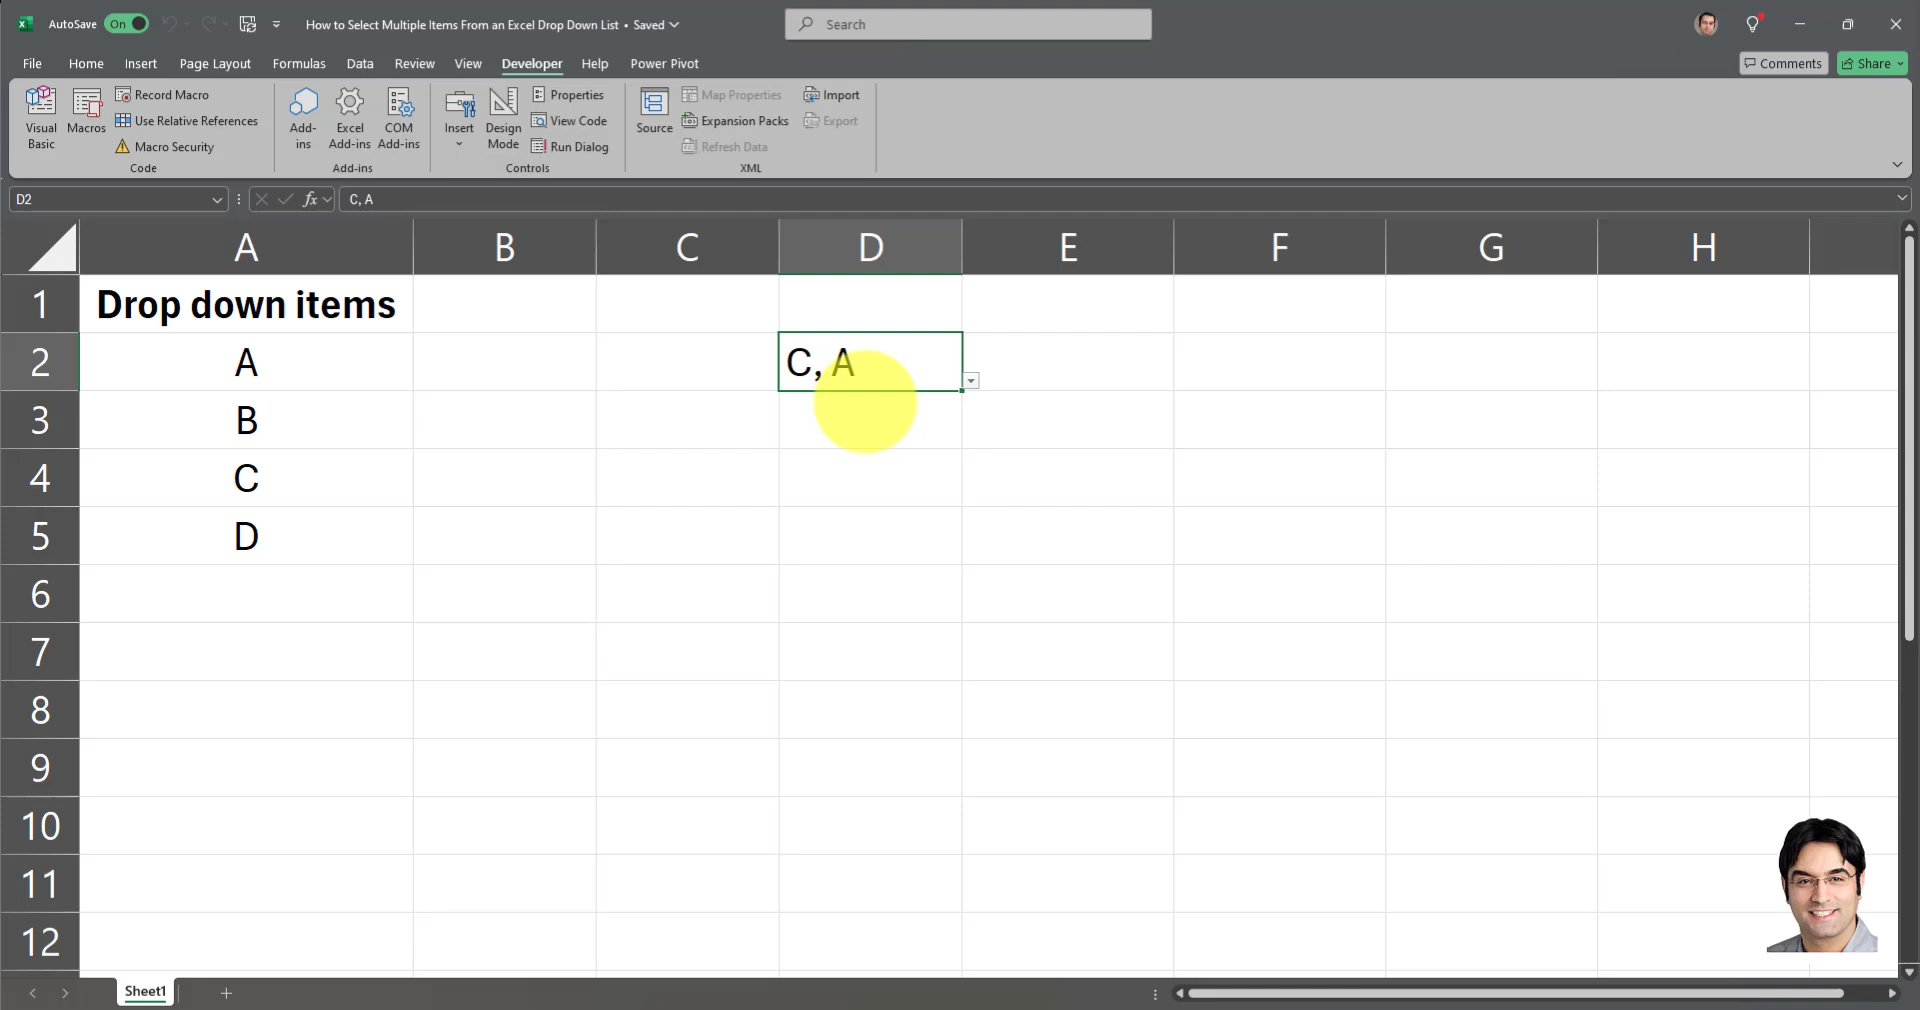 AutoSave On How to Select Multiple Items From an Excel Drop Down List • Saved Search
File Home Insert Page Layout Formulas Data Review View Developer Help Power Pivot Comments Share
Visual Basic
Macros
Record Macro
Use Relative References
Macro Security
Code
Add-ins
Excel Add-ins
COM Add-ins
Add-ins
Insert
Design Mode
Properties
View Code
Run Dialog
Controls
Source
Map Properties
Expansion Packs
Refresh Data
Import
Export
XML
D2 fx C, A
A B C D E F G H
1 Drop down items
2 A C, A
3 B
4 C
5 D
6
7
8
9
10
11
12
Sheet1